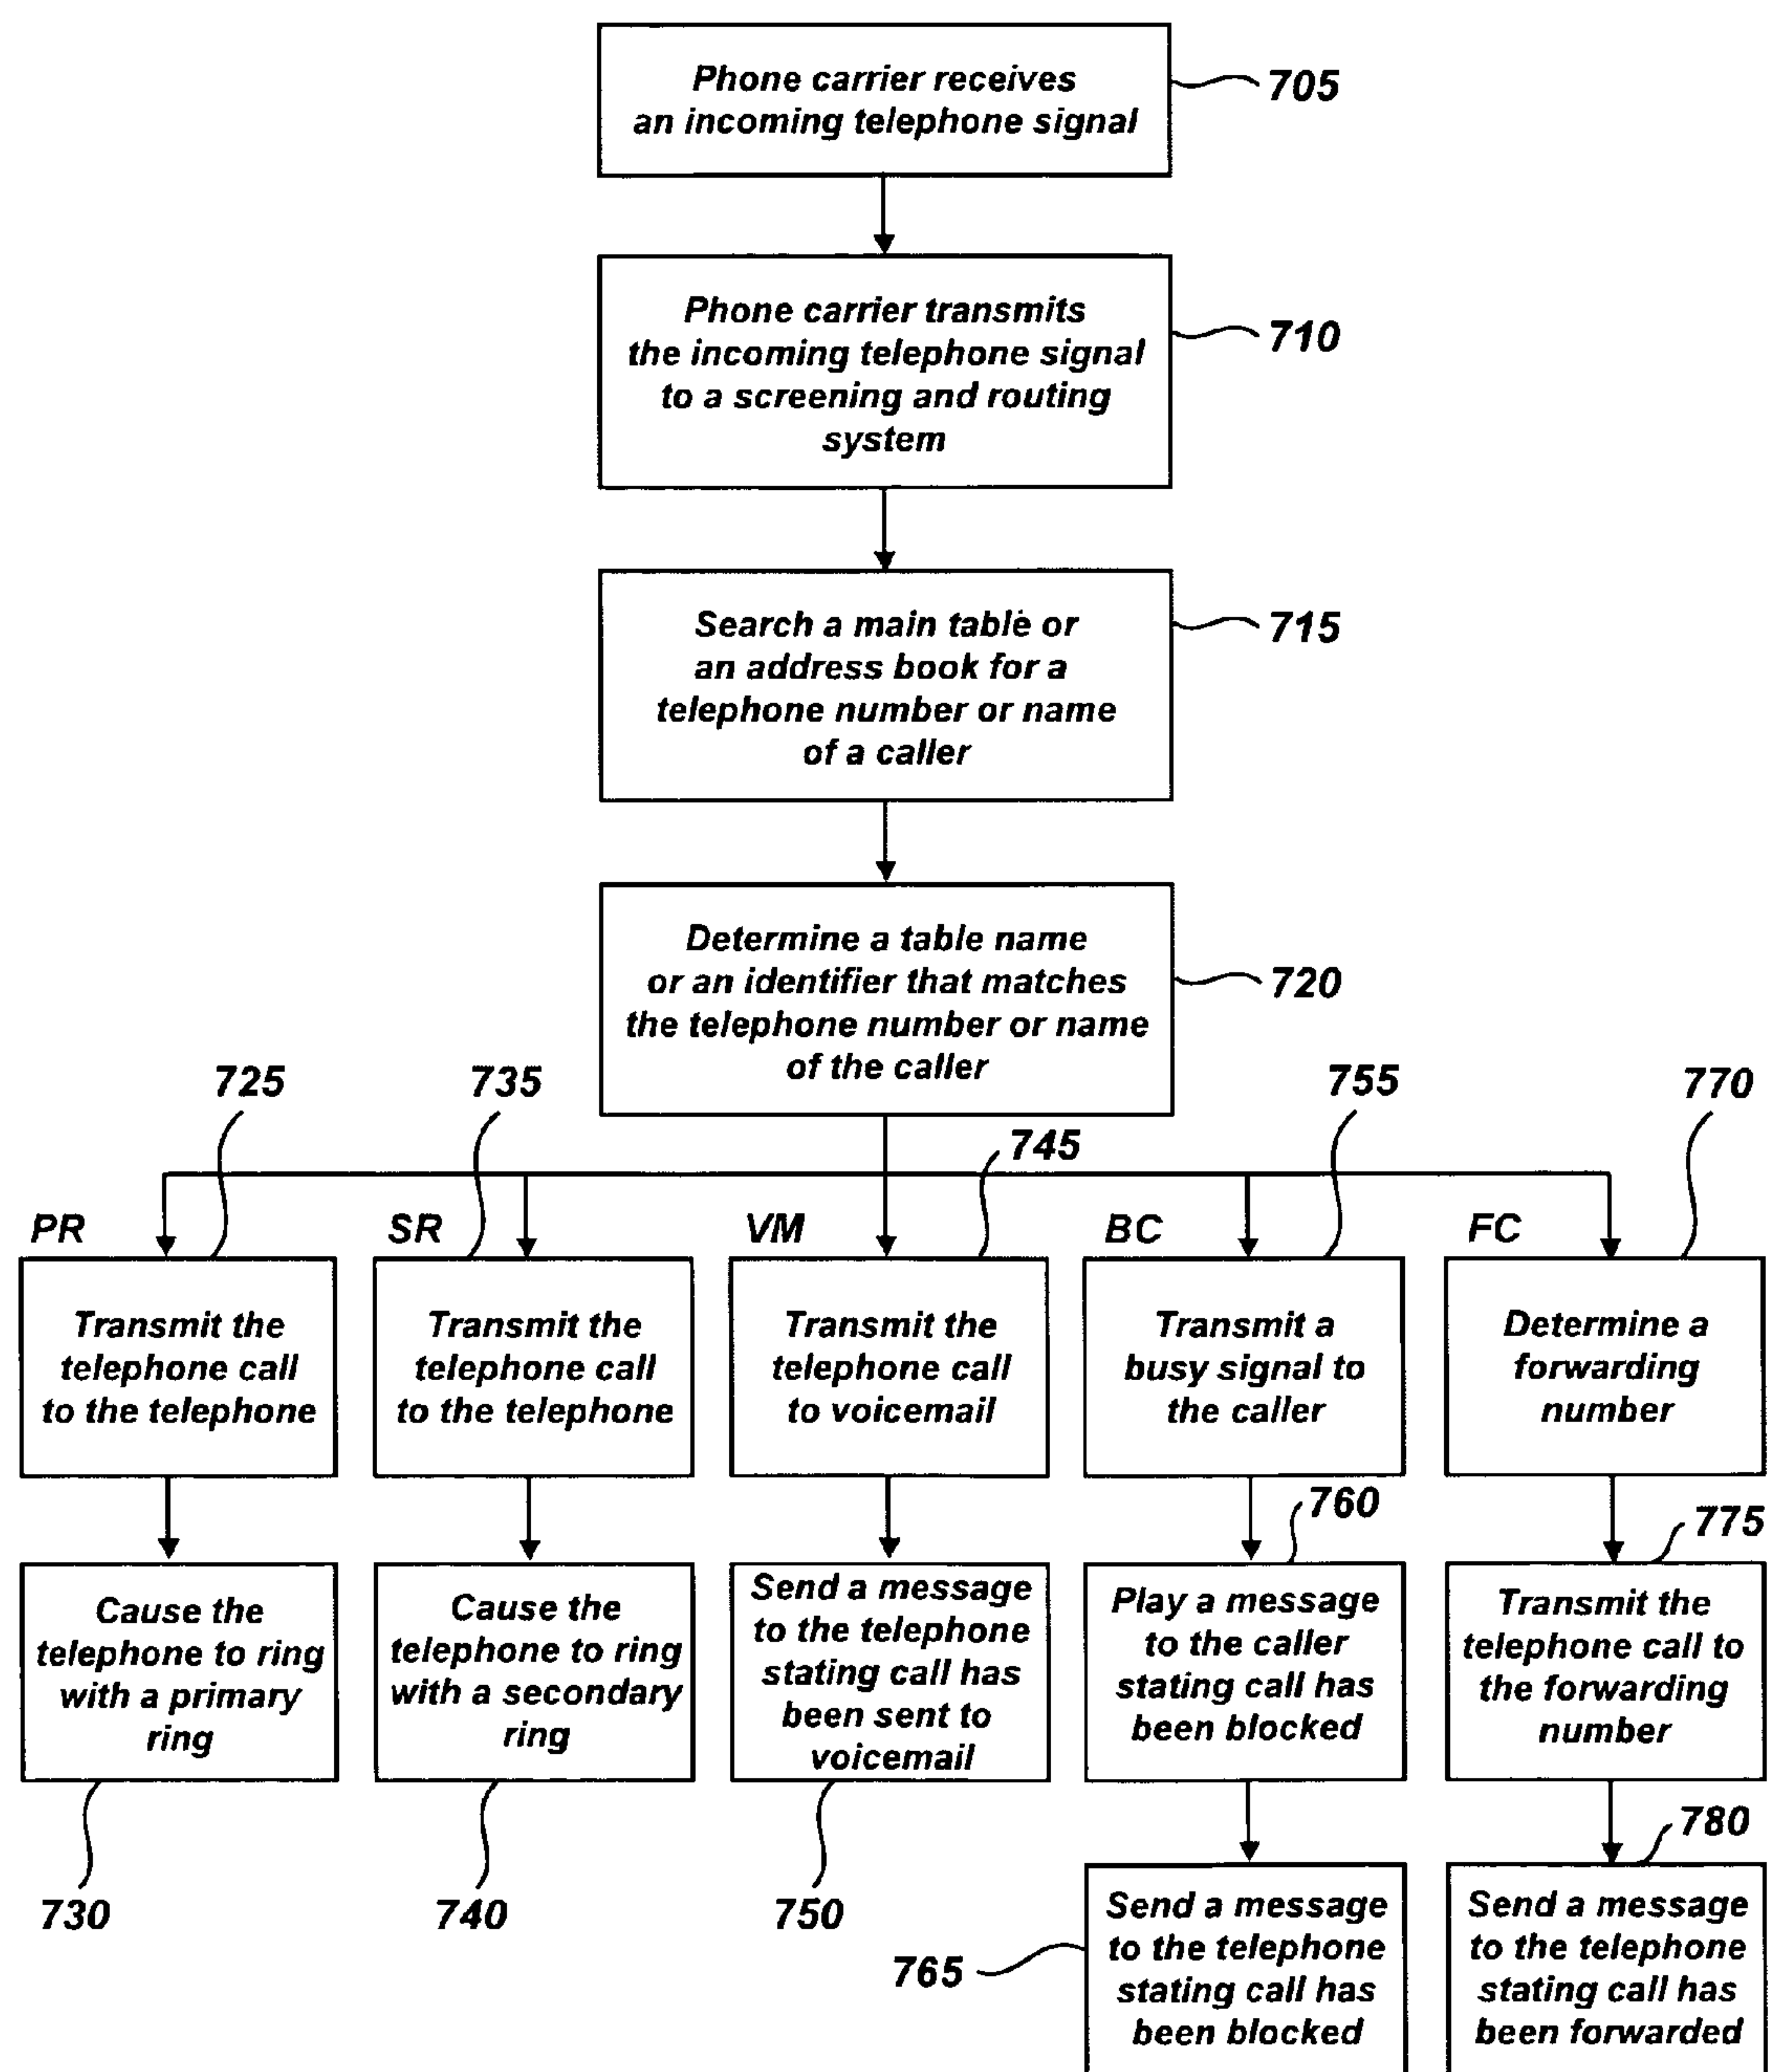 Phone carrier receives
an incoming telephone signal
705
Phone carrier transmits
the incoming telephone signal
to a screening and routing
system
710
Search a main table or
an address book for a
telephone number or name
of a caller
715
Determine a table name
or an identifier that matches
the telephone number or name
of the caller
720
725
735
745
755
770
PR
SR
VM
BC
FC
Transmit the
telephone call
to the telephone
Transmit the
telephone call
to the telephone
Transmit the
telephone call
to voicemail
Transmit a
busy signal to
the caller
Determine a
forwarding
number
760
775
Cause the
telephone to ring
with a primary
ring
Cause the
telephone to ring
with a secondary
ring
Send a message
to the telephone
stating call has
been sent to
voicemail
Play a message
to the caller
stating call has
been blocked
Transmit the
telephone call to
the forwarding
number
730
740
750
780
765
Send a message
to the telephone
stating call has
been blocked
Send a message
to the telephone
stating call has
been forwarded